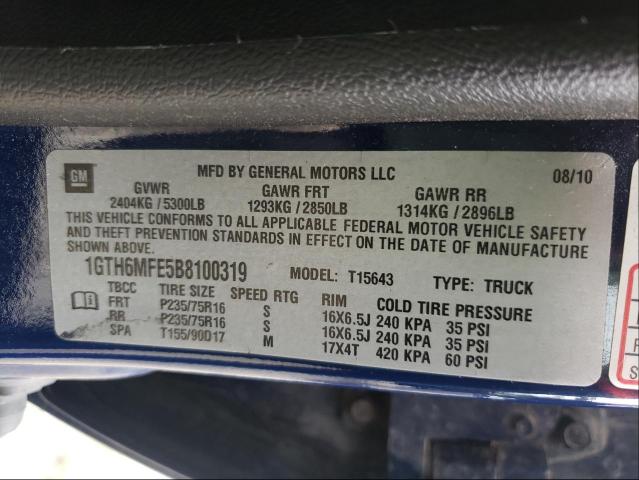 GM
MFD BY GENERAL MOTORS LLC 08/10
GVWR GAWR FRT GAWR RR
2404KG / 5300LB 1293KG / 2850LB 1314KG / 2896LB
THIS VEHICLE CONFORMS TO ALL APPLICABLE FEDERAL MOTOR VEHICLE SAFETY
AND THEFT PREVENTION STANDARDS IN EFFECT ON THE DATE OF MANUFACTURE
SHOWN ABOVE.
1GTH6MFE5B8100319 MODEL: T15643 TYPE: TRUCK
TBCC TIRE SIZE SPEED RTG RIM COLD TIRE PRESSURE
FRT P235/75R16 S 16X6.5J 240 KPA 35 PSI
RR P235/75R16 S 16X6.5J 240 KPA 35 PSI
SPA T155/90D17 M 17X4T 420 KPA 60 PSI